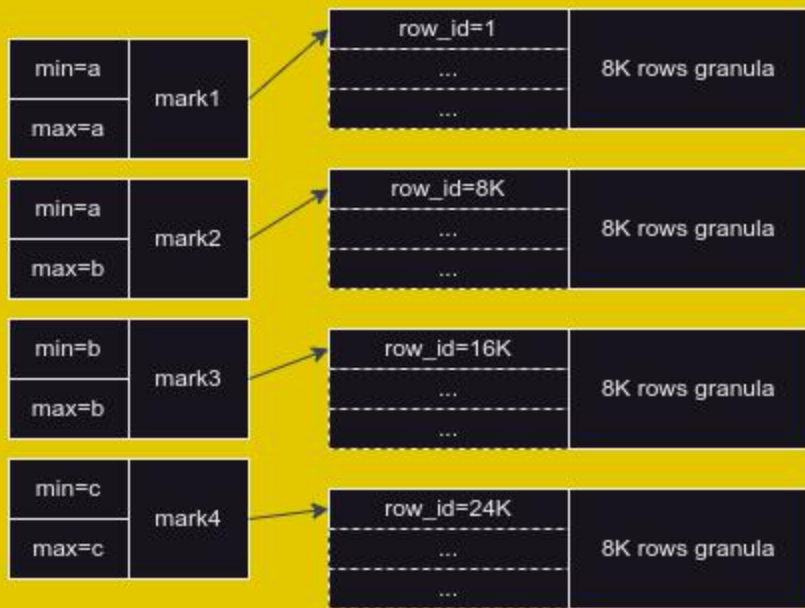 min=a
max=a
mark1
row_id=1
...
...
8K rows granula
min=a
max=b
mark2
row_id=8K
...
...
8K rows granula
min=b
max=b
mark3
row_id=16K
...
...
8K rows granula
min=c
max=c
mark4
row_id=24K
...
...
8K rows granula